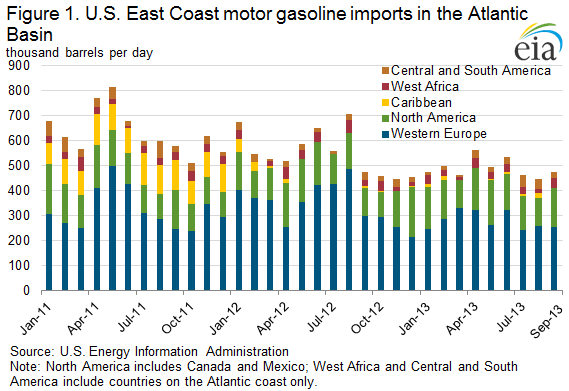 Figure 1. U.S. East Coast motor gasoline imports in the Atlantic
Basin
thousand barrels per day
eia
900
800
700
600
500
400
300
200
100
0
Central and South America
West Africa
Caribbean
North America
Western Europe
Jan-11
Apr-11
Jul-11
Oct-11
Jan-12
Apr-12
Jul-12
Oct-12
Jan-13
Apr-13
Jul-13
Sep-13
Source: U.S. Energy Information Administration
Note: North America includes Canada and Mexico; West Africa and Central and South
America include countries on the Atlantic coast only.